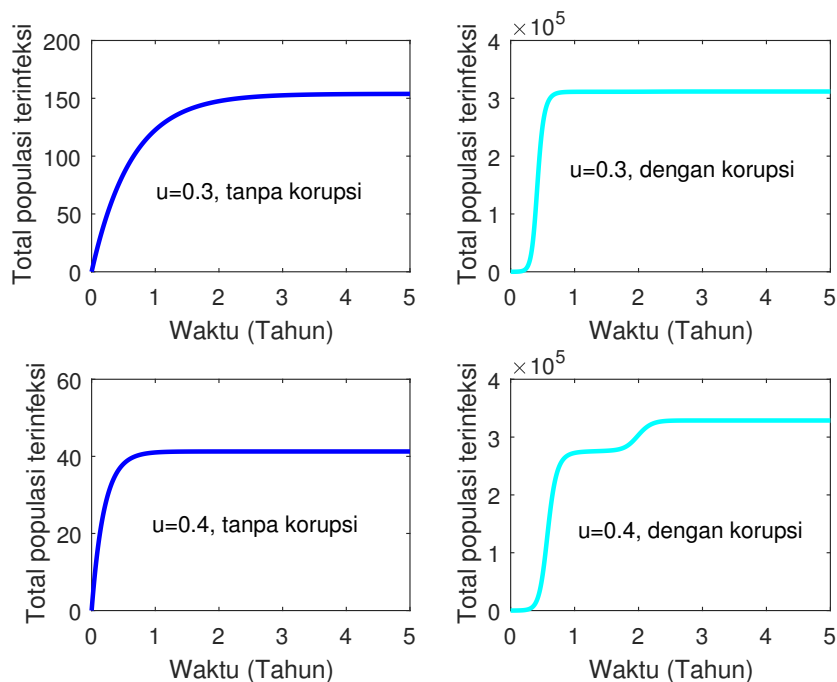 Total populasi terinfeksi
200
150
100
50
0
0 1 2 3 4 5
Waktu (Tahun)
u=0.3, tanpa korupsi
Total populasi terinfeksi
×10⁵
4
3
2
1
0
0 1 2 3 4 5
Waktu (Tahun)
u=0.3, dengan korupsi
Total populasi terinfeksi
60
40
20
0
0 1 2 3 4 5
Waktu (Tahun)
u=0.4, tanpa korupsi
Total populasi terinfeksi
×10⁵
4
3
2
1
0
0 1 2 3 4 5
Waktu (Tahun)
u=0.4, dengan korupsi